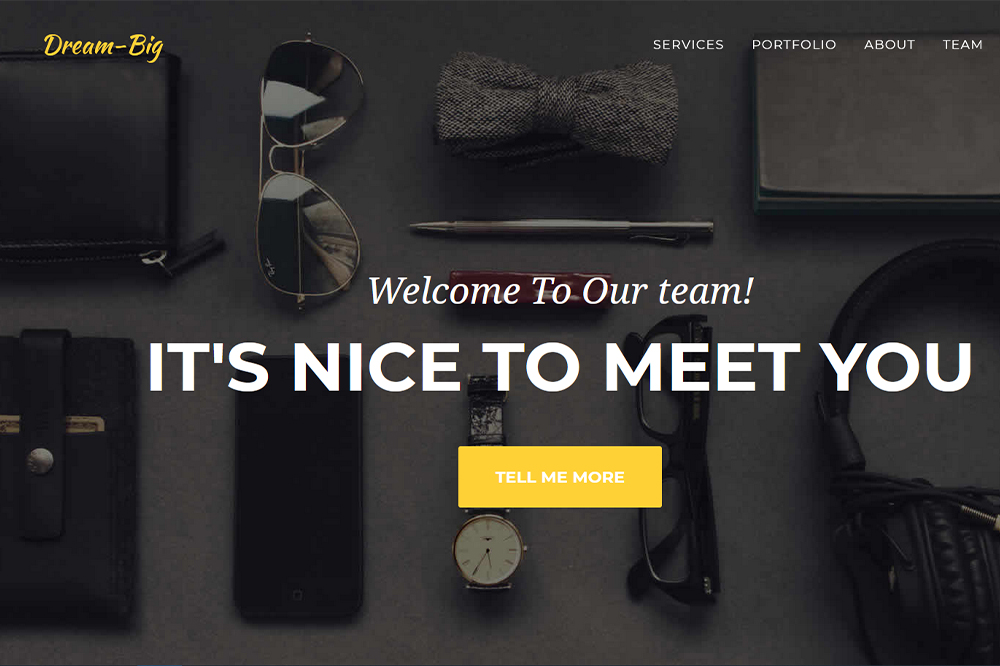 Dream-Big
SERVICES PORTFOLIO ABOUT TEAM
Welcome To Our team!
IT'S NICE TO MEET YOU
TELL ME MORE